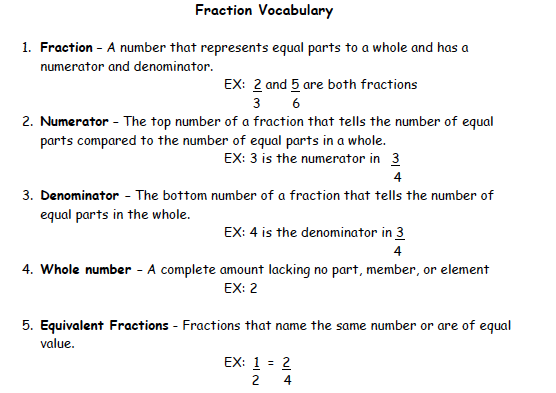 Fraction Vocabulary
1. Fraction – A number that represents equal parts to a whole and has a
numerator and denominator.
EX: 2 and 5 are both fractions
3 6
2. Numerator – The top number of a fraction that tells the number of equal
parts compared to the number of equal parts in a whole.
EX: 3 is the numerator in 3
4
3. Denominator – The bottom number of a fraction that tells the number of
equal parts in the whole.
EX: 4 is the denominator in 3
4
4. Whole number – A complete amount lacking no part, member, or element
EX: 2
5. Equivalent Fractions – Fractions that name the same number or are of equal
value.
EX: 1 = 2
2 4